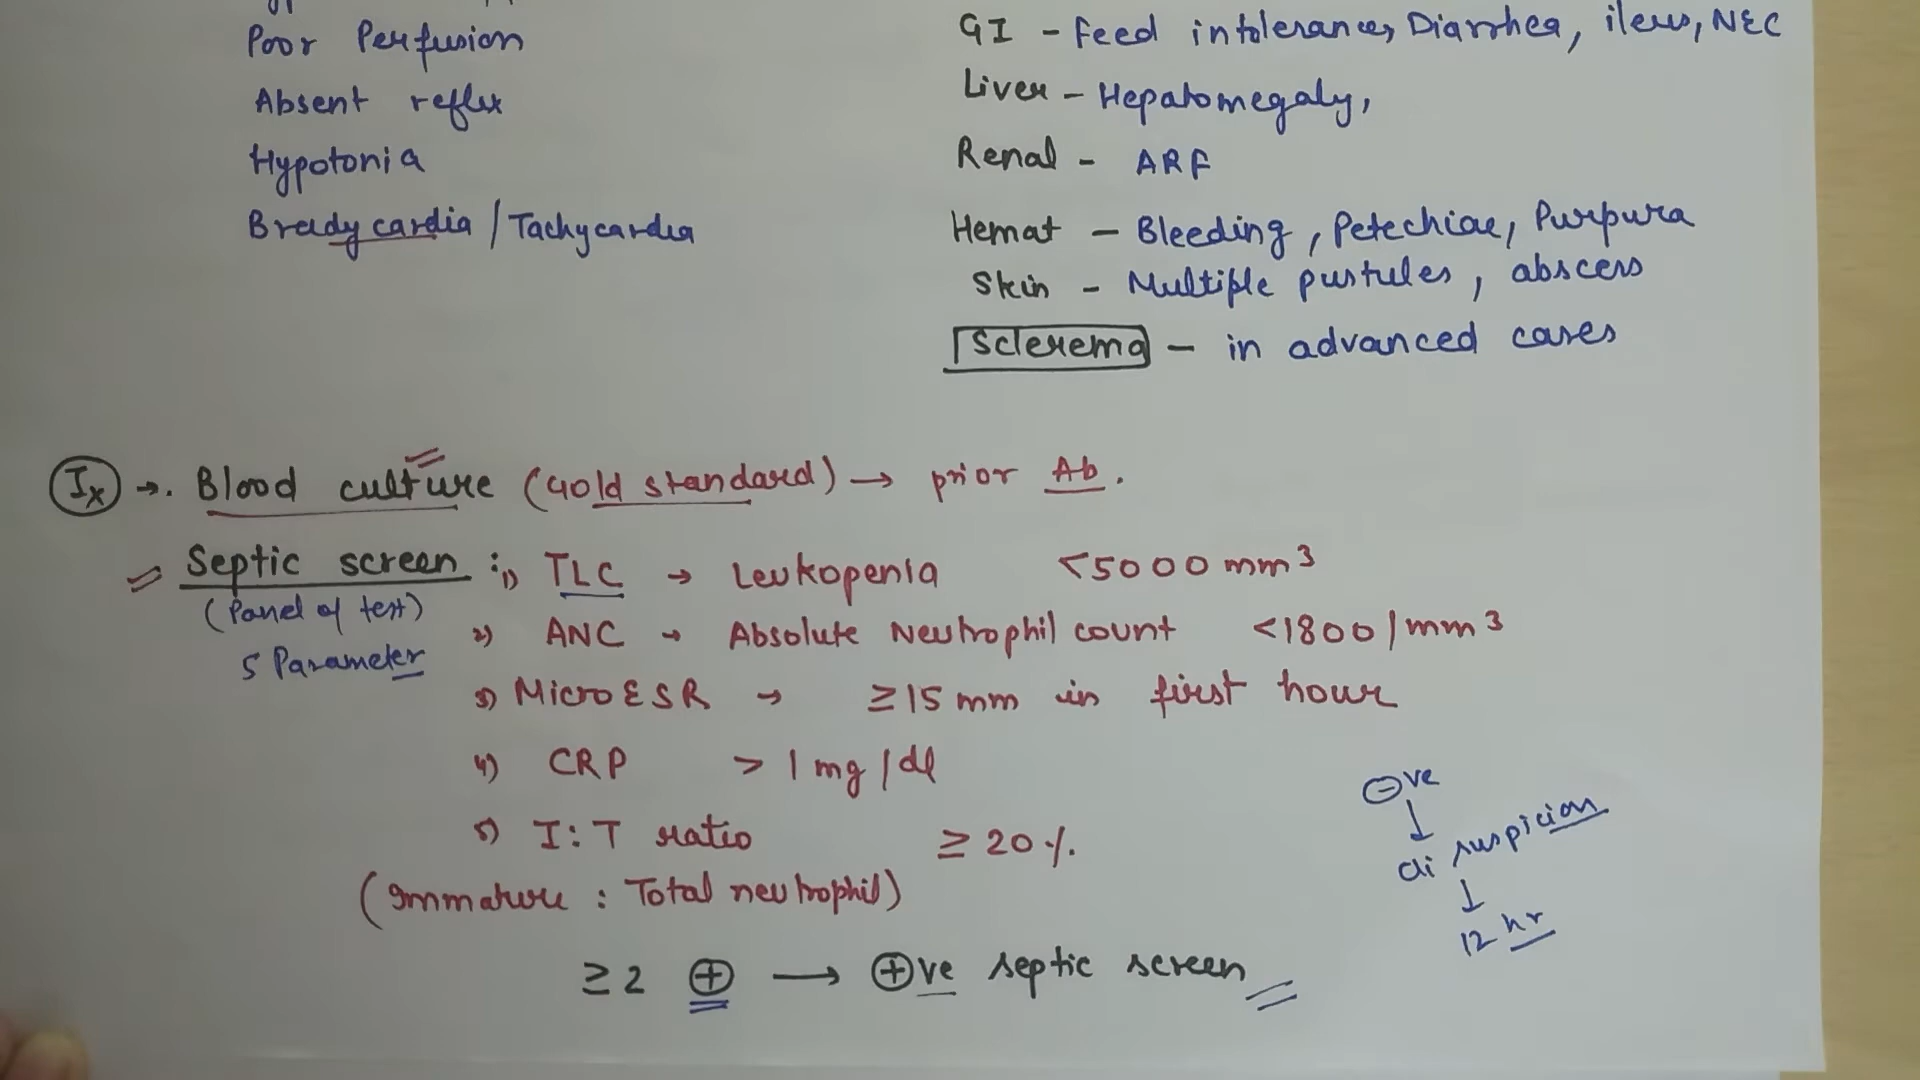 Poor Perfusion
Absent reflex
Hypotonia
Bradycardia / Tachycardia
GI - Feed intolerance, Diarrhea, ileus, NEC
Liver - Hepatomegaly,
Renal - ARF
Hemat - Bleeding, Petechiae, Purpura
Skin - Multiple pustules, abscess
Sclerema - in advanced cases
Ix → . Blood culture (Gold standard) → prior Ab.
Septic screen : 1) TLC → Leukopenia <5000 mm³
(Panel of test)
5 Parameter
2) ANC → Absolute Neutrophil count <1800/mm³
3) Micro ESR → ≥15 mm in first hour
4) CRP > 1 mg/dl
5) I:T ratio ≥ 20%.
(Immature : Total neutrophil)
≥2 ⊕ → ⊕ve septic screen
⊖ve
↓
cli suspicion
↓
12 hr